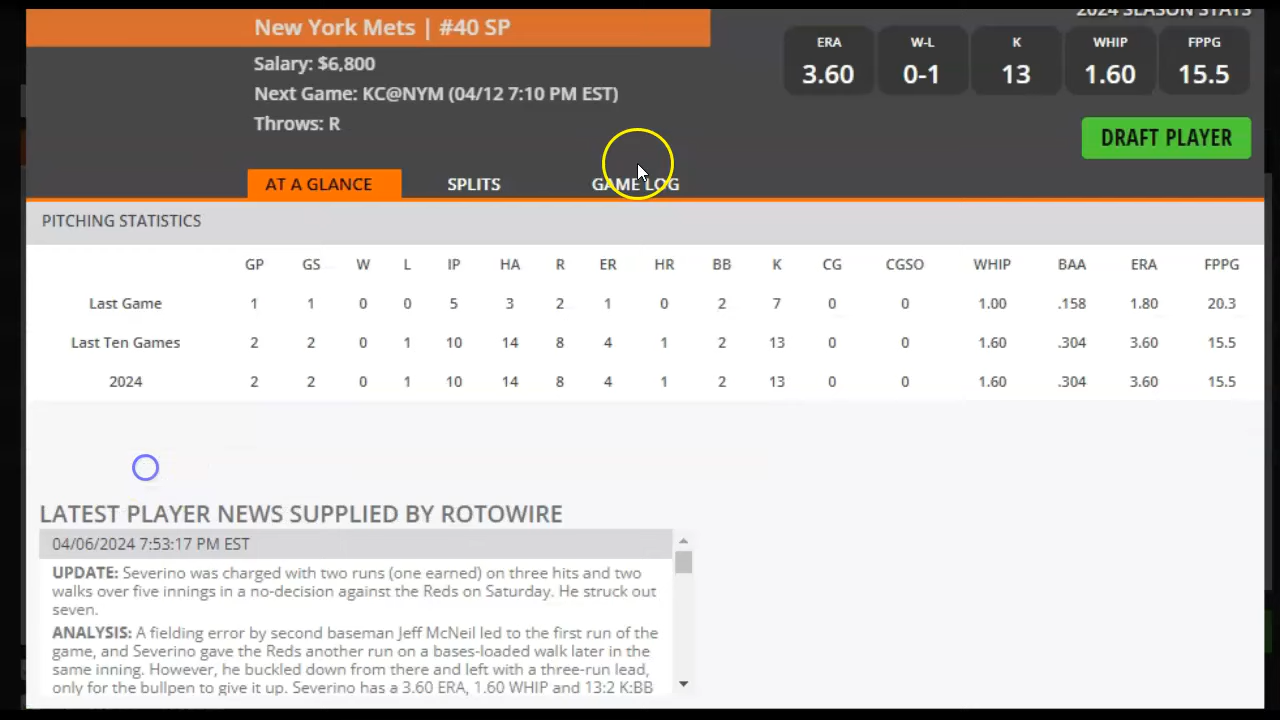 2024 SEASON STATS
New York Mets | #40 SP
Salary: $6,800
Next Game: KC@NYM (04/12 7:10 PM EST)
Throws: R
ERA W-L K WHIP FPPG
3.60 0-1 13 1.60 15.5
DRAFT PLAYER
AT A GLANCE SPLITS GAME LOG
PITCHING STATISTICS
GP GS W L IP HA R ER HR BB K CG CGSO WHIP BAA ERA FPPG
Last Game 1 1 0 0 5 3 2 1 0 2 7 0 0 1.00 .158 1.80 20.3
Last Ten Games 2 2 0 1 10 14 8 4 1 2 13 0 0 1.60 .304 3.60 15.5
2024 2 2 0 1 10 14 8 4 1 2 13 0 0 1.60 .304 3.60 15.5
LATEST PLAYER NEWS SUPPLIED BY ROTOWIRE
04/06/2024 7:53:17 PM EST
UPDATE: Severino was charged with two runs (one earned) on three hits and two
walks over five innings in a no-decision against the Reds on Saturday. He struck out
seven.
ANALYSIS: A fielding error by second baseman Jeff McNeil led to the first run of the
game, and Severino gave the Reds another run on a bases-loaded walk later in the
same inning. However, he buckled down from there and left with a three-run lead,
only for the bullpen to give it up. Severino has a 3.60 ERA, 1.60 WHIP and 13:2 K:BB